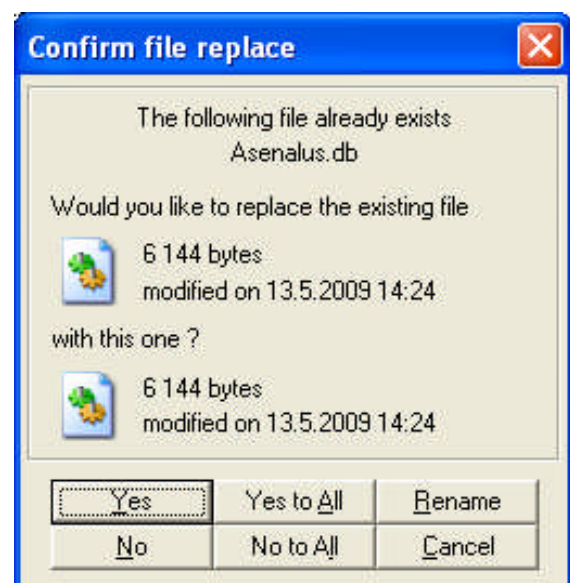 Confirm file replace
The following file already exists
Asenalus.db
Would you like to replace the existing file
6 144 bytes
modified on 13.5.2009 14:24
with this one ?
6 144 bytes
modified on 13.5.2009 14:24
Yes Yes to All Rename
No No to All Cancel